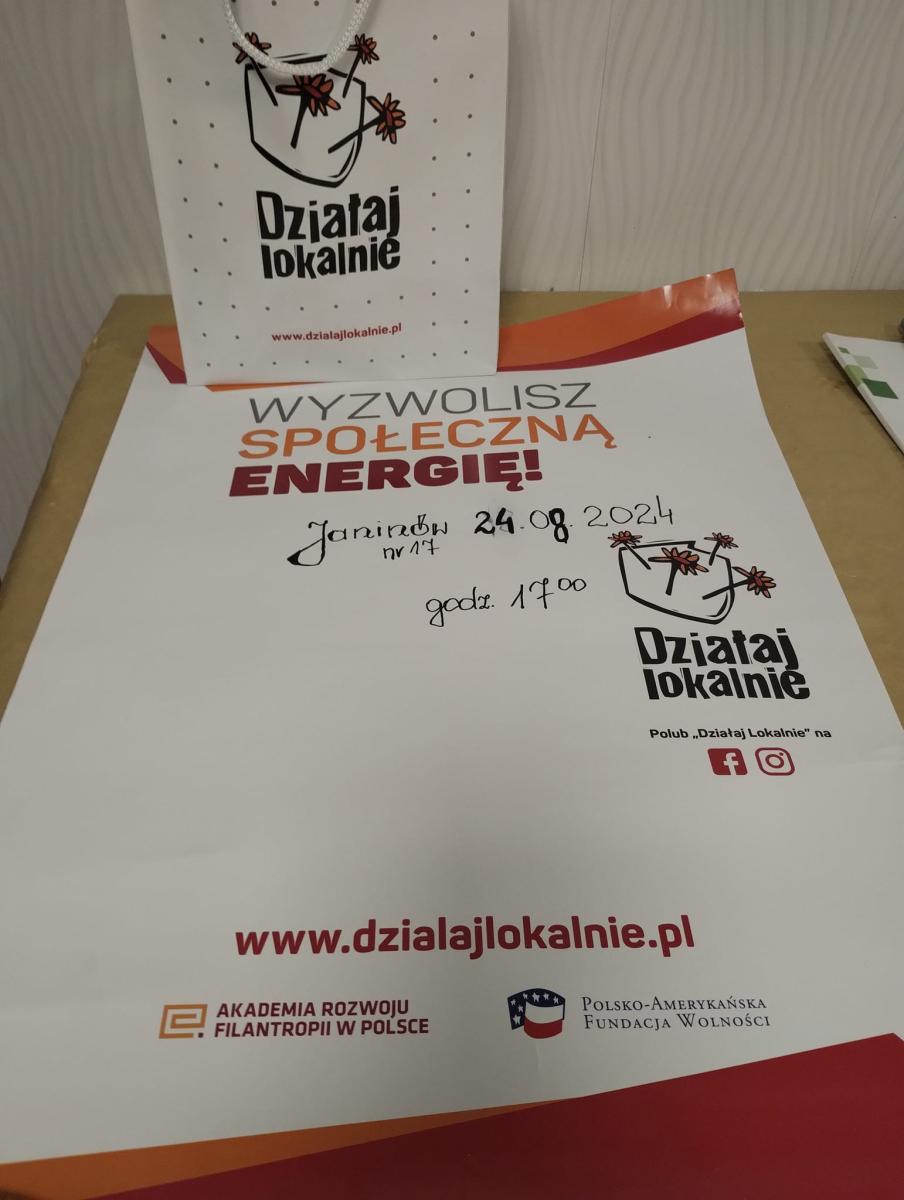 Działaj
lokalnie
www.dzialajlokalnie.pl
WYZWOLISZ
SPOŁECZNĄ
ENERGIĘ!
Janinów 24.08.2024
nr 17
godz. 17⁰⁰
Działaj
lokalnie
Polub „Działaj Lokalnie” na
www.dzialajlokalnie.pl
AKADEMIA ROZWOJU
FILANTROPII W POLSCE
POLSKO-AMERYKAŃSKA
FUNDACJA WOLNOŚCI